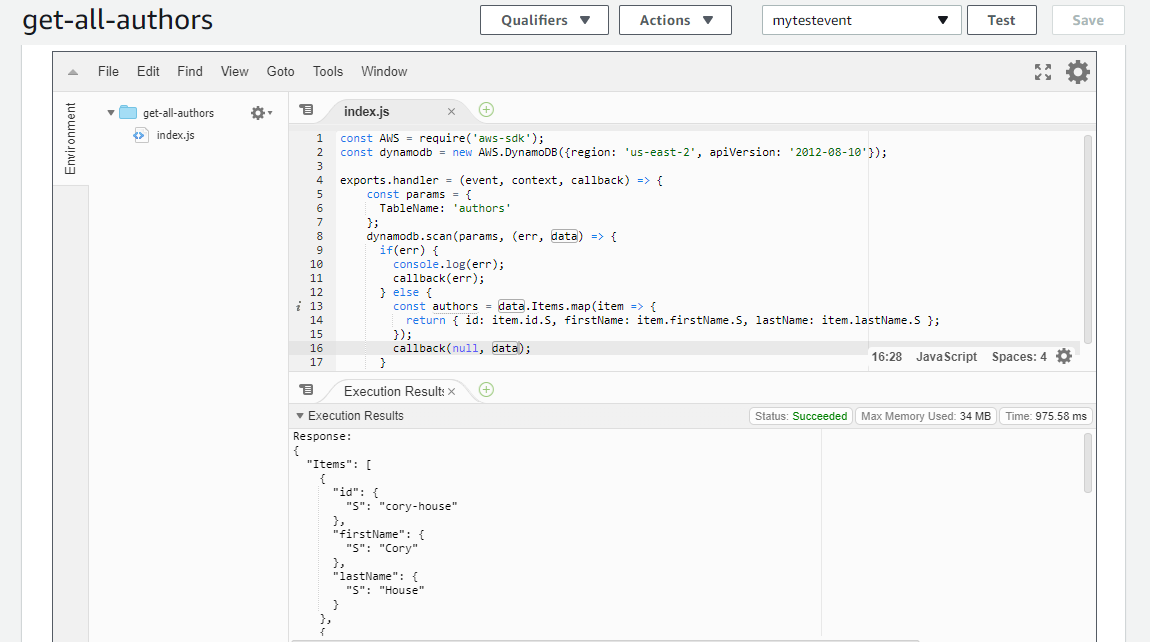 get-all-authors
Qualifiers
Actions
mytestevent
Test
Save
File Edit Find View Goto Tools Window
Environment
get-all-authors
index.js
index.js
1 const AWS = require('aws-sdk');
2 const dynamodb = new AWS.DynamoDB({region: 'us-east-2', apiVersion: '2012-08-10'});
3
4 exports.handler = (event, context, callback) => {
5 const params = {
6 TableName: 'authors'
7 };
8 dynamodb.scan(params, (err, data) => {
9 if(err) {
10 console.log(err);
11 callback(err);
12 } else {
i 13 const authors = data.Items.map(item => {
14 return { id: item.id.S, firstName: item.firstName.S, lastName: item.lastName.S };
15 });
16 callback(null, data);
17 }
16:28 JavaScript Spaces: 4
Execution Results
Execution Results
Status: Succeeded
Max Memory Used: 34 MB
Time: 975.58 ms
Response:
{
"Items": [
{
"id": {
"S": "cory-house"
},
"firstName": {
"S": "Cory"
},
"lastName": {
"S": "House"
}
},
{